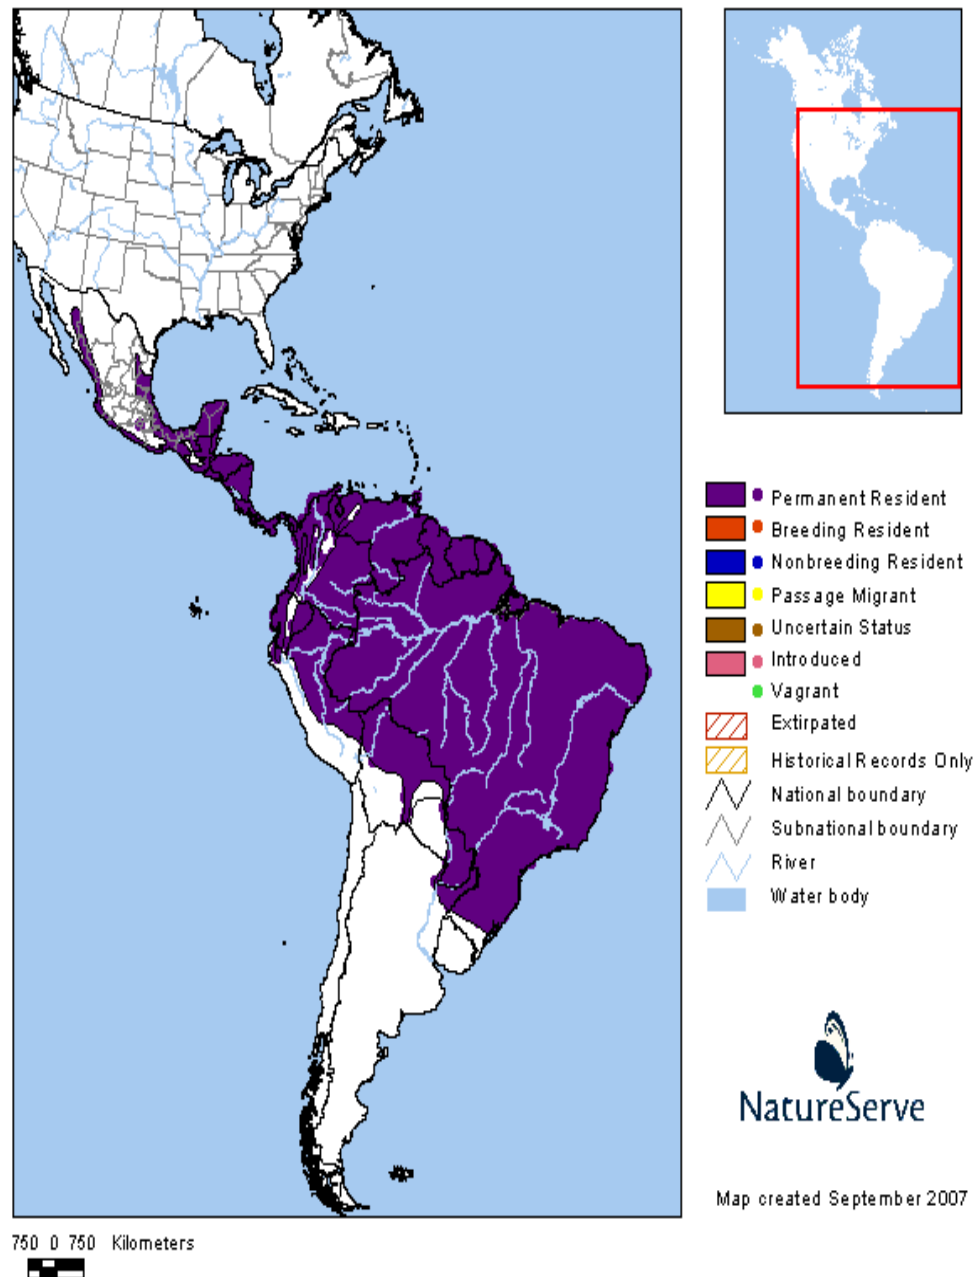 Permanent Resident
Breeding Resident
Nonbreeding Resident
Passage Migrant
Uncertain Status
Introduced
Vagrant
Extirpated
Historical Records Only
National boundary
Subnational boundary
River
Water body
NatureServe
Map created September 2007
750 0 750 Kilometers